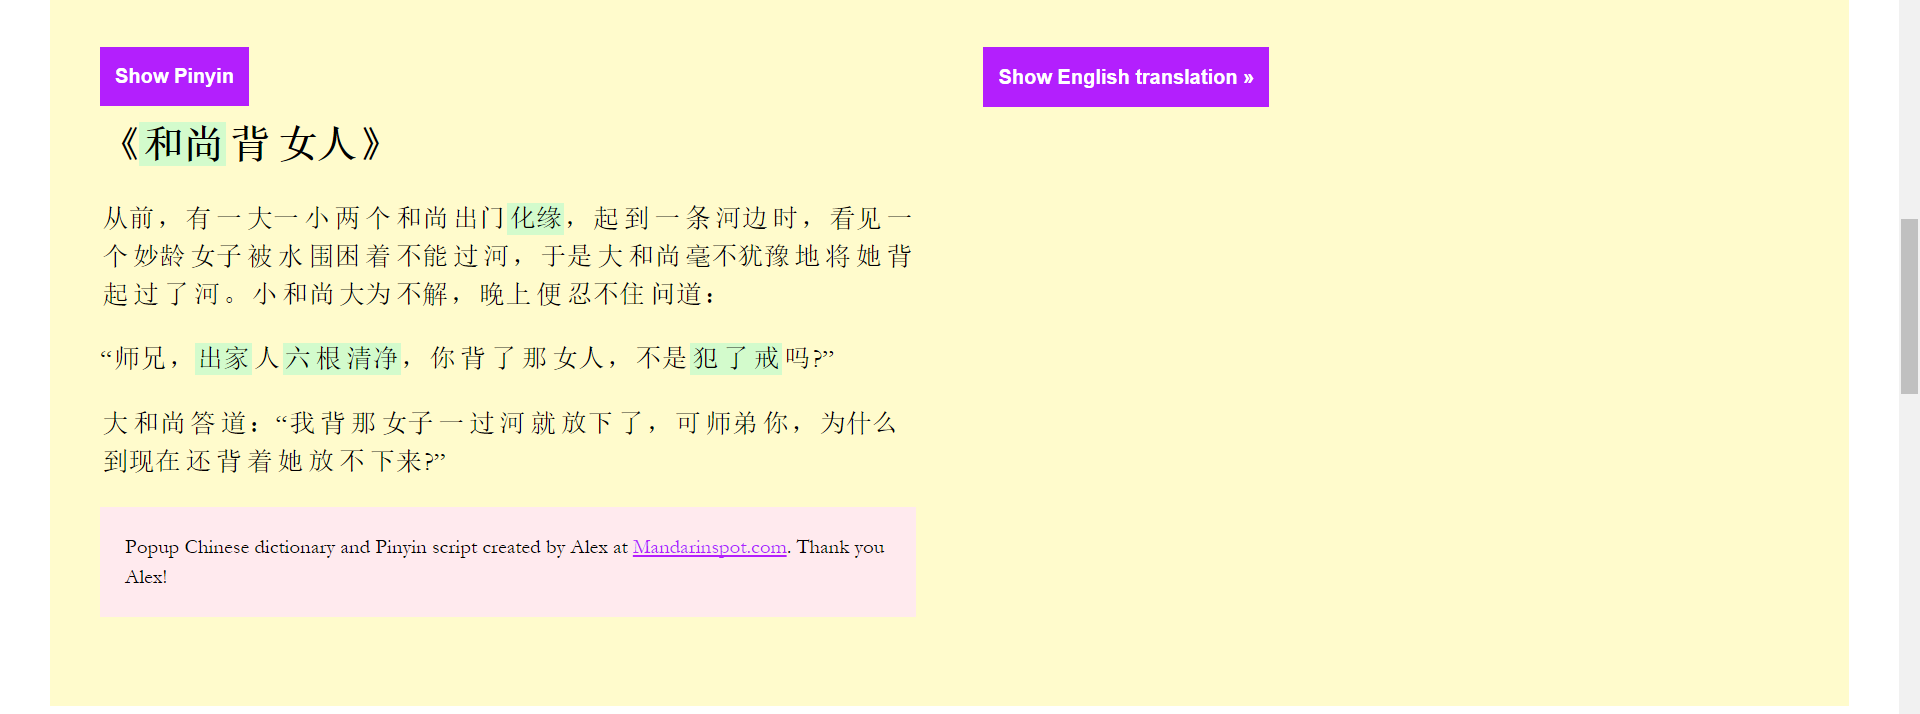 Show Pinyin
Show English translation »
《和尚背女人》
从前，有一大一小两个和尚出门化缘，起到一条河边时，看见一
个妙龄女子被水围困着不能过河，于是大和尚毫不犹豫地将她背
起过了河。小和尚大为不解，晚上便忍不住问道：
“师兄，出家人六根清净，你背了那女人，不是犯了戒吗?”
大和尚答道：“我背那女子一过河就放下了，可师弟你，为什么
到现在还背着她放不下来?”
Popup Chinese dictionary and Pinyin script created by Alex at Mandarinspot.com. Thank you
Alex!